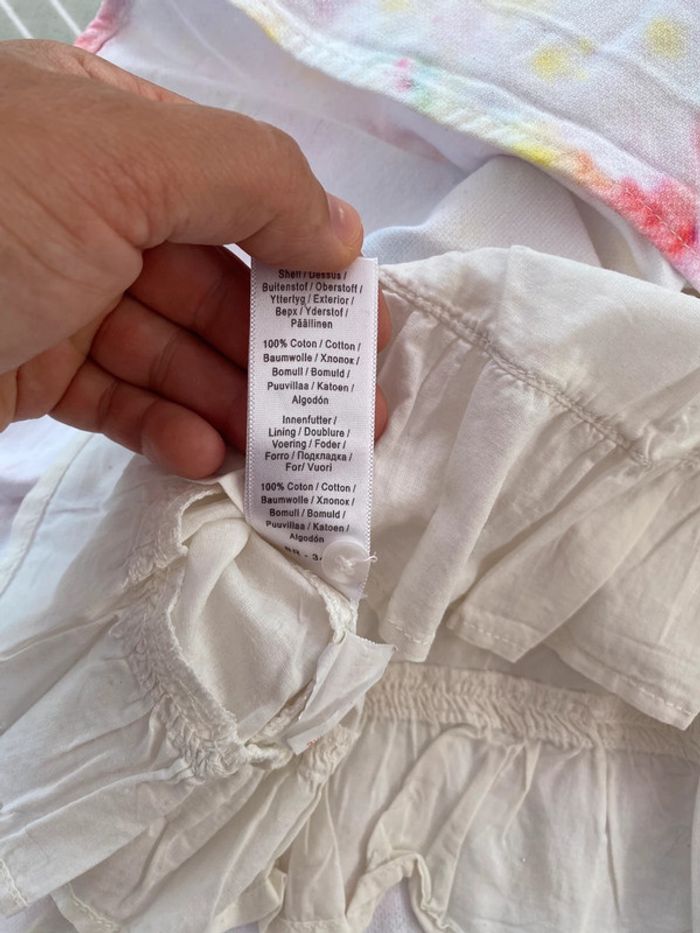 Shell / Dessus /
Buitenstof / Oberstoff /
Ytterlyg / Exterior /
Верх / Yderstof /
Päällinen
100% Coton / Cotton /
Baumwolle / Хлопок /
Bomull / Bomuld /
Puuvillaa / Katoen /
Algodón
Innenfutter /
Lining / Doublure /
Voering / Foder /
Forro / Подкладка /
For/ Vuori
100% Coton / Cotton /
Baumwolle / Хлопок /
Bomull / Bomuld /
Puuvillaa / Katoen /
Algodón